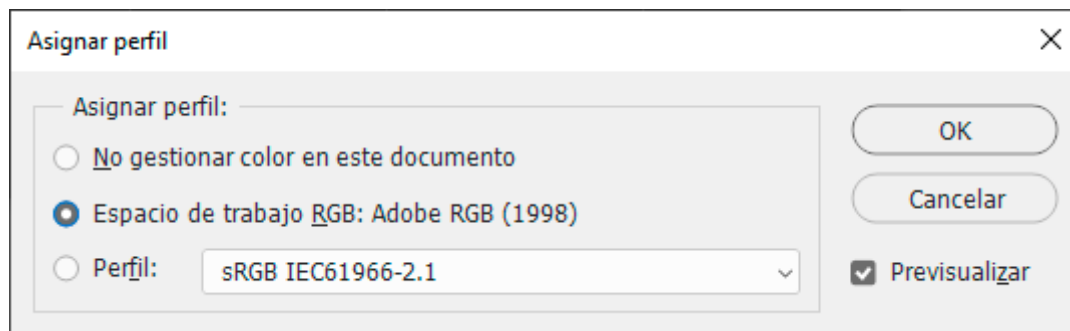 Asignar perfil
Asignar perfil:
No gestionar color en este documento
Espacio de trabajo RGB: Adobe RGB (1998)
Perfil: sRGB IEC61966-2.1
OK
Cancelar
Previsualizar